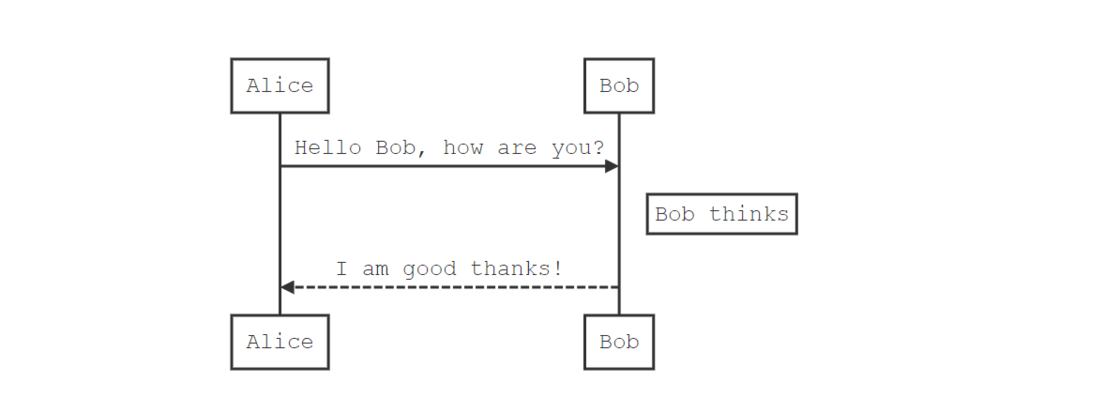 Alice
Bob
Hello Bob, how are you?
Bob thinks
I am good thanks!
Alice
Bob